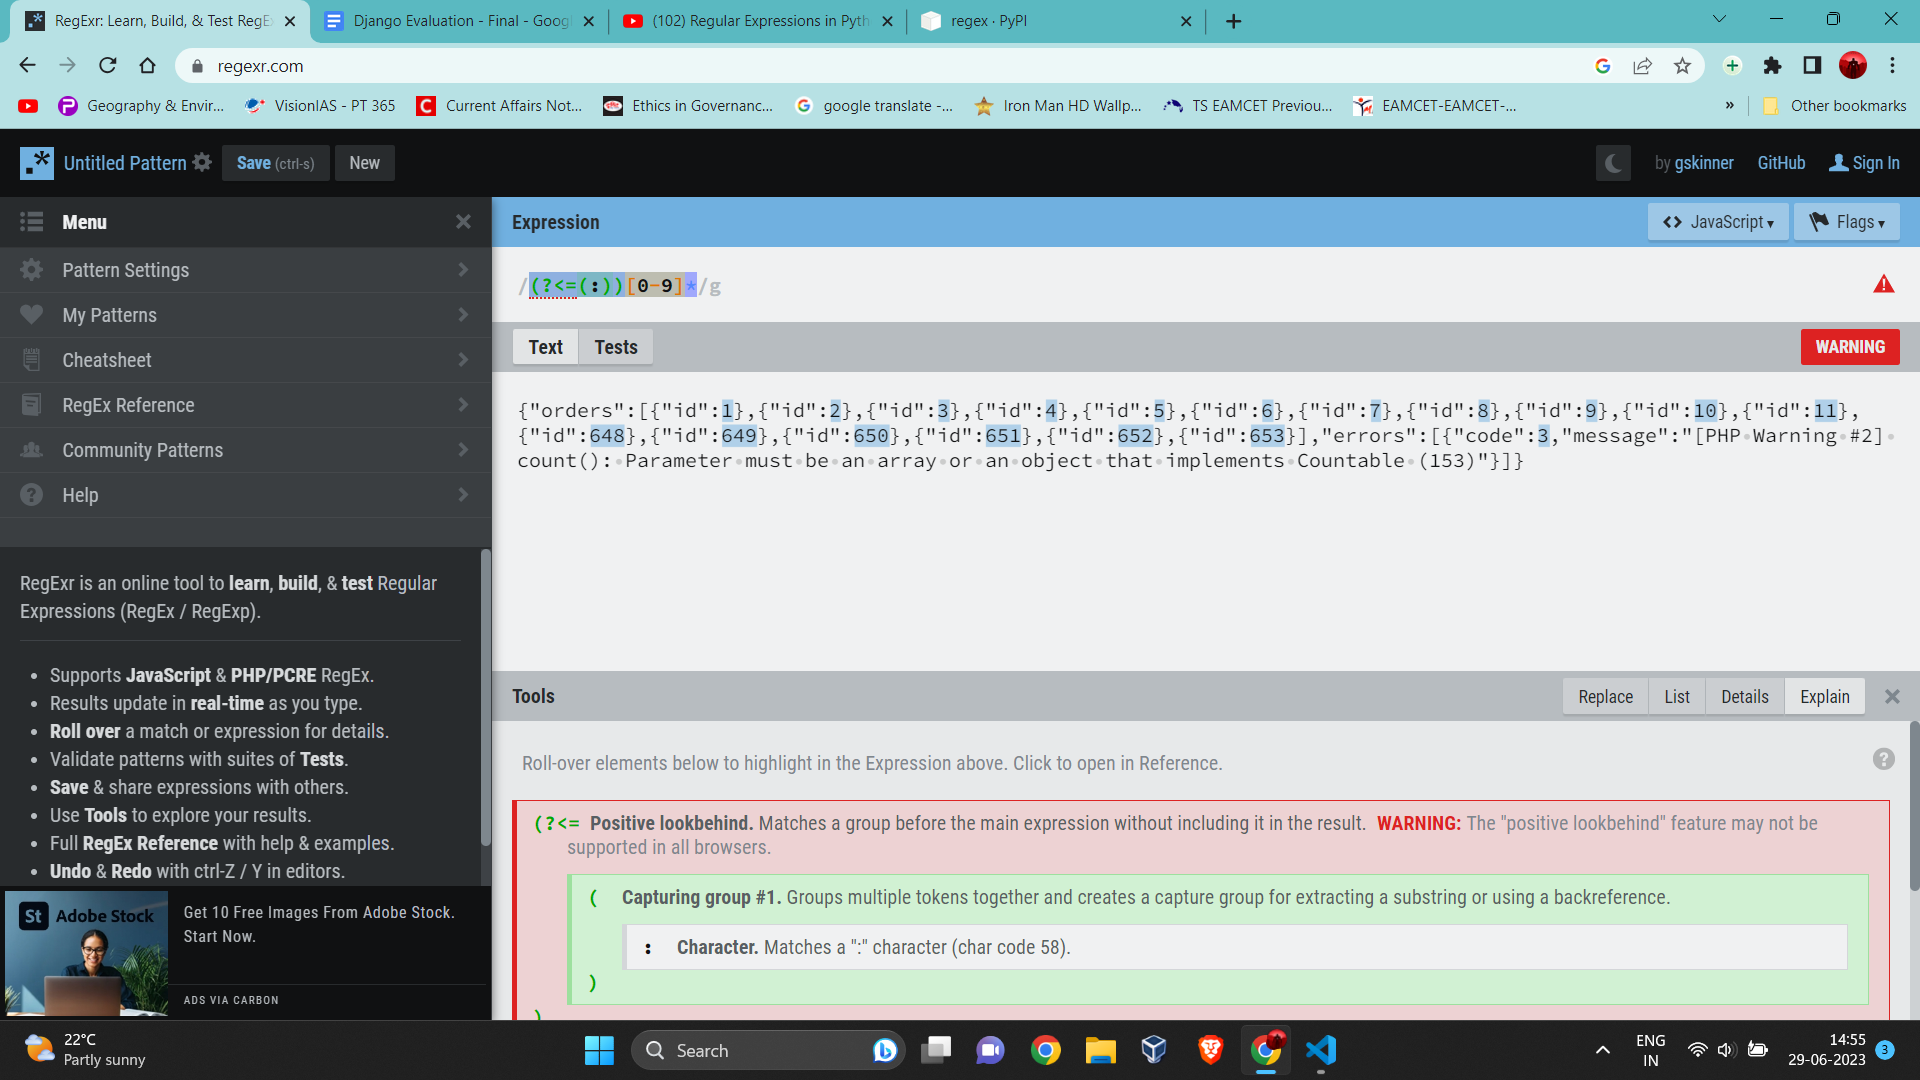 RegExr: Learn, Build, & Test RegE
Django Evaluation - Final - Goog
(102) Regular Expressions in Pyth
regex · PyPI
regexr.com
Geography & Envir...
VisionIAS - PT 365
Current Affairs Not...
Ethics in Governanc...
google translate -...
Iron Man HD Wallp...
TS EAMCET Previou...
EAMCET-EAMCET-...
»
Other bookmarks
Untitled Pattern
Save (ctrl-s)
New
by gskinner
GitHub
Sign In
Menu
Pattern Settings
My Patterns
Cheatsheet
RegEx Reference
Community Patterns
Help
RegExr is an online tool to learn, build, & test Regular
Expressions (RegEx / RegExp).
• Supports JavaScript & PHP/PCRE RegEx.
• Results update in real-time as you type.
• Roll over a match or expression for details.
• Validate patterns with suites of Tests.
• Save & share expressions with others.
• Use Tools to explore your results.
• Full RegEx Reference with help & examples.
• Undo & Redo with ctrl-Z / Y in editors.
St Adobe Stock
Get 10 Free Images From Adobe Stock.
Start Now.
ADS VIA CARBON
Expression
<> JavaScript ▾
Flags ▾
/(?<=(:))[0-9]*/g
Text
Tests
WARNING
{"orders":[{"id":1},{"id":2},{"id":3},{"id":4},{"id":5},{"id":6},{"id":7},{"id":8},{"id":9},{"id":10},{"id":11},
{"id":648},{"id":649},{"id":650},{"id":651},{"id":652},{"id":653}],"errors":[{"code":3,"message":"[PHP•Warning•#2]•
count():•Parameter•must•be•an•array•or•an•object•that•implements•Countable•(153)"}]}
Tools
Replace
List
Details
Explain
Roll-over elements below to highlight in the Expression above. Click to open in Reference.
?
(?<= Positive lookbehind. Matches a group before the main expression without including it in the result. WARNING: The "positive lookbehind" feature may not be
supported in all browsers.
( Capturing group #1. Groups multiple tokens together and creates a capture group for extracting a substring or using a backreference.
: Character. Matches a ":" character (char code 58).
)
)
22°C
Partly sunny
Search
ENG
IN
14:55
29-06-2023
3